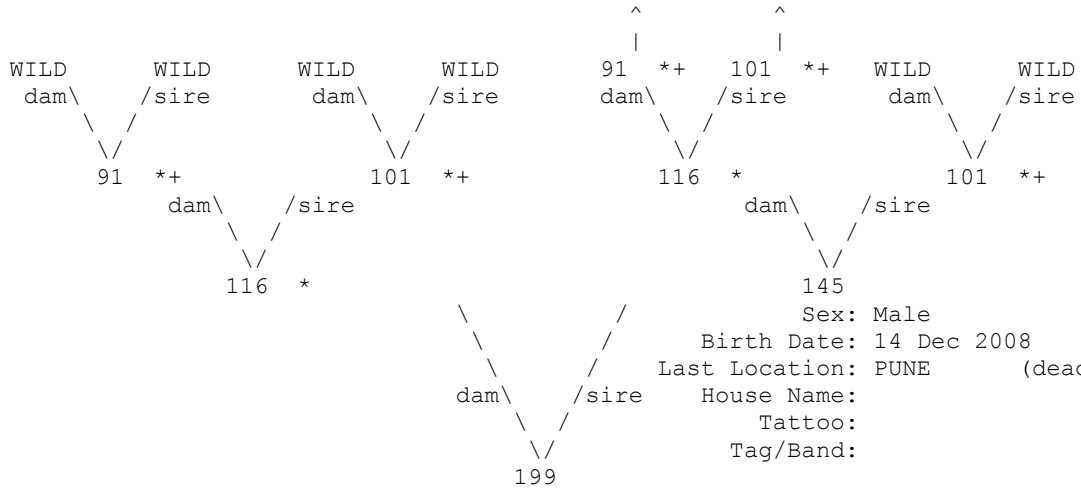 ^ ^
| |
WILD WILD WILD WILD 91 *+ 101 *+ WILD WILD
dam\ /sire dam\ /sire dam\ /sire dam\ /sire
\ / \ / \ / \ /
\/ \/ \/ \/
91 *+ 101 *+ 116 * 101 *+
dam\ /sire dam\ /sire
\ / \ /
\/ \/
116 * 145
\ / Sex: Male
\ / Birth Date: 14 Dec 2008
\ / Last Location: PUNE (dead
dam\ /sire House Name:
\ / Tattoo:
\/ Tag/Band:
199